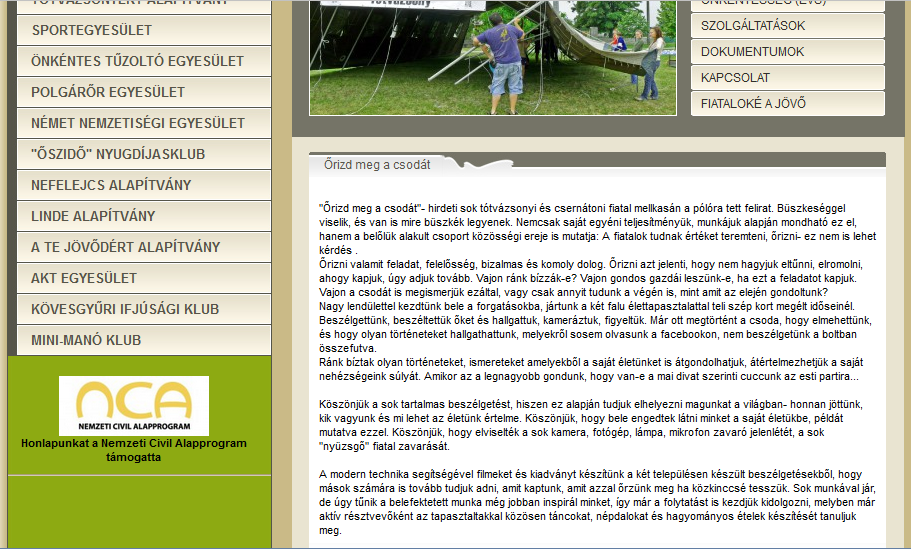 TÓTVÁZSONYÉRT ALAPÍTVÁNY
SPORTEGYESÜLET
ÖNKÉNTES TŰZOLTÓ EGYESÜLET
POLGÁRŐR EGYESÜLET
NÉMET NEMZETISÉGI EGYESÜLET
"ŐSZIDŐ" NYUGDÍJASKLUB
NEFELEJCS ALAPÍTVÁNY
LINDE ALAPÍTVÁNY
A TE JÖVŐDÉRT ALAPÍTVÁNY
AKT EGYESÜLET
KÖVESGYŰRI IFJÚSÁGI KLUB
MINI-MANÓ KLUB
nca
NEMZETI CIVIL ALAPPROGRAM
Honlapunkat a Nemzeti Civil Alapprogram
támogatta
TÓTVÁZSONY
ÖNKÉNTESSÉG (EVS)
SZOLGÁLTATÁSOK
DOKUMENTUMOK
KAPCSOLAT
FIATALOKÉ A JÖVŐ
Őrizd meg a csodát
"Őrizd meg a csodát"- hirdeti sok tótvázsonyi és csernátoni fiatal mellkasán a pólóra tett felirat. Büszkeséggel
viselik, és van is mire büszkék legyenek. Nemcsak saját egyéni teljesítményük, munkájuk alapján mondható ez el,
hanem a belőlük alakult csoport közösségi ereje is mutatja: A fiatalok tudnak értéket teremteni, őrizni- ez nem is lehet
kérdés .
Őrizni valamit feladat, felelősség, bizalmas és komoly dolog. Őrizni azt jelenti, hogy nem hagyjuk eltűnni, elromolni,
ahogy kapjuk, úgy adjuk tovább. Vajon ránk bízzák-e? Vajon gondos gazdái leszünk-e, ha ezt a feladatot kapjuk.
Vajon a csodát is megismerjük ezáltal, vagy csak annyit tudunk a végén is, mint amit az elején gondoltunk?
Nagy lendülettel kezdtünk bele a forgatásokba, jártunk a két falu élettapasztalattal teli szép kort megélt időseinél.
Beszélgettünk, beszéltettük őket és hallgattuk, kameráztuk, figyeltük. Már ott megtörtént a csoda, hogy elmehettünk,
és hogy olyan történeteket hallgathattunk, melyekről sosem olvasunk a facebookon, nem beszélgetünk a boltban
összefutva.
Ránk bíztak olyan történeteket, ismereteket amelyekből a saját életünket is átgondolhatjuk, átértelmezhetjük a saját
nehézségeink súlyát. Amikor az a legnagyobb gondunk, hogy van-e a mai divat szerinti cuccunk az esti partira...
Köszönjük a sok tartalmas beszélgetést, hiszen ez alapján tudjuk elhelyezni magunkat a világban- honnan jöttünk,
kik vagyunk és mi lehet az életünk értelme. Köszönjük, hogy bele engedtek látni minket a saját életükbe, példát
mutatva ezzel. Köszönjük, hogy elviselték a sok kamera, fotógép, lámpa, mikrofon zavaró jelenlétét, a sok
"nyüzsgő" fiatal zavarását.
A modern technika segítségével filmeket és kiadványt készítünk a két településen készült beszélgetésekből, hogy
mások számára is tovább tudjuk adni, amit kaptunk, amit azzal őrzünk meg ha közkinccsé tesszük. Sok munkával jár,
de úgy tűnik a belefektetett munka még jobban inspirál minket, így már a folytatást is kezdjük kidolgozni, melyben már
aktív résztvevőként az tapasztaltakkal közösen táncokat, népdalokat és hagyományos ételek készítését tanuljuk
meg.